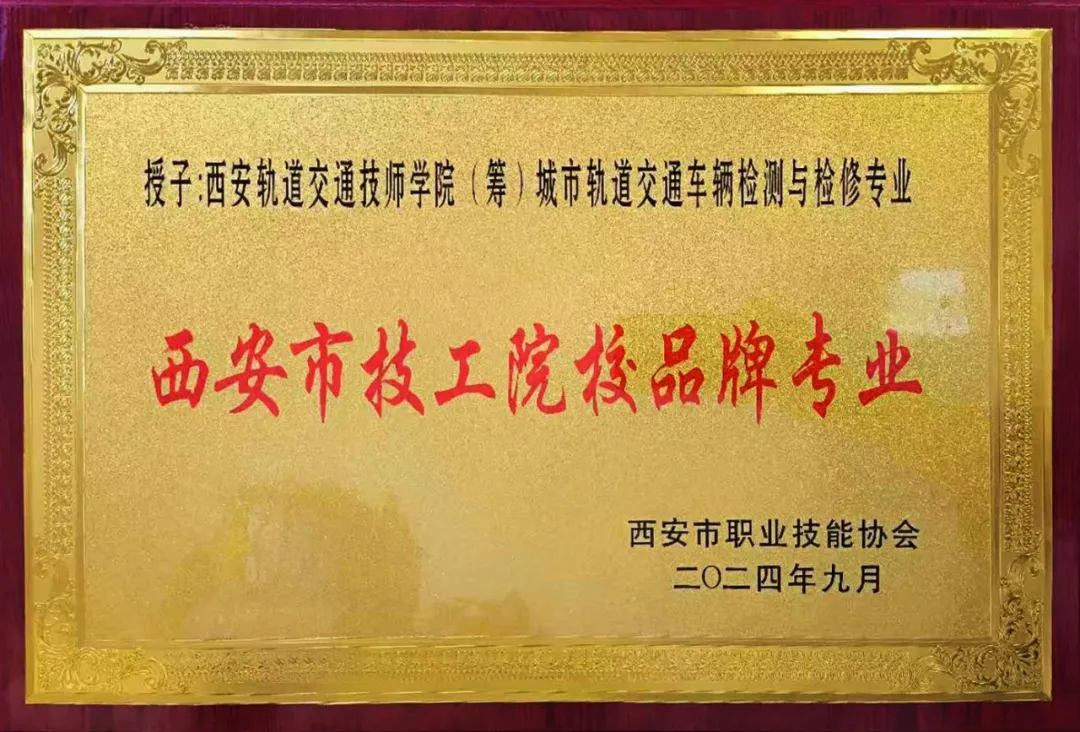 授子:西安轨道交通技师学院（筹）城市轨道交通车辆检测与检修专业
西安市技工院校品牌专业
西安市职业技能协会
二〇二四年九月